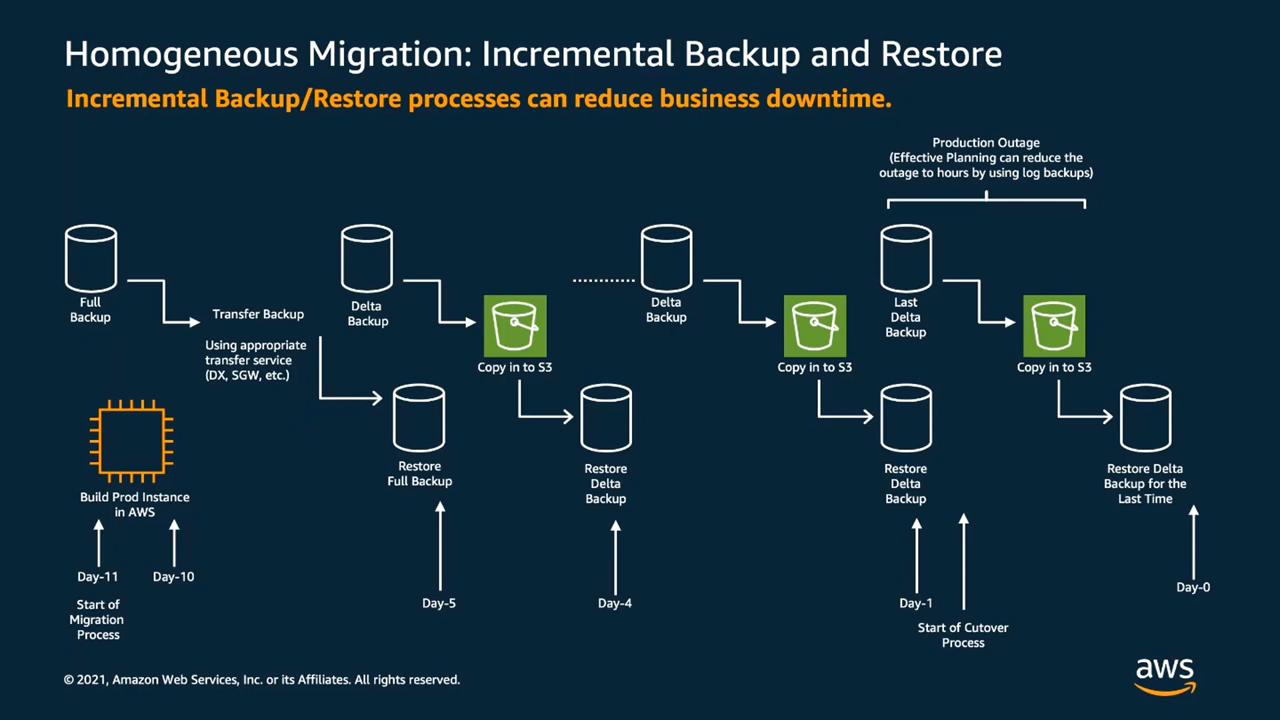 Homogeneous Migration: Incremental Backup and Restore
Incremental Backup/Restore processes can reduce business downtime.
Production Outage
(Effective Planning can reduce the
outage to hours by using log backups)
Full
Backup
Transfer Backup
Using appropriate
transfer service
(DX, SGW, etc.)
Delta
Backup
Copy in to S3
Delta
Backup
Copy in to S3
Last
Delta
Backup
Copy in to S3
Build Prod Instance
in AWS
Restore
Full Backup
Restore
Delta
Backup
Restore
Delta
Backup
Restore Delta
Backup for the
Last Time
Day-11
Day-10
Start of
Migration
Process
Day-5
Day-4
Day-1
Start of Cutover
Process
Day-0
© 2021, Amazon Web Services, Inc. or its Affiliates. All rights reserved.
aws